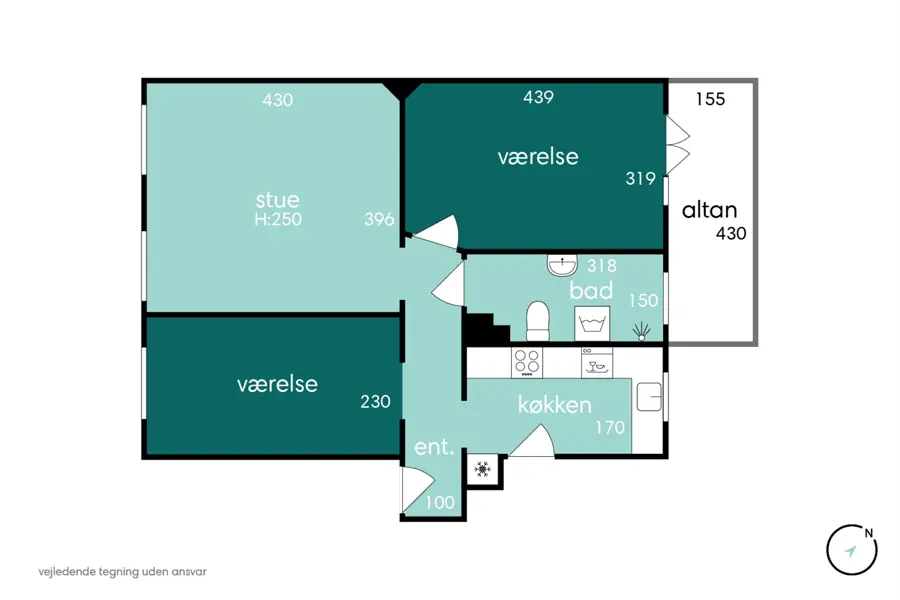 430
439
155
værelse
319
stue
H:250
396
altan
430
318
bad
150
værelse
230
køkken
170
ent.
100
N
vejledende tegning uden ansvar